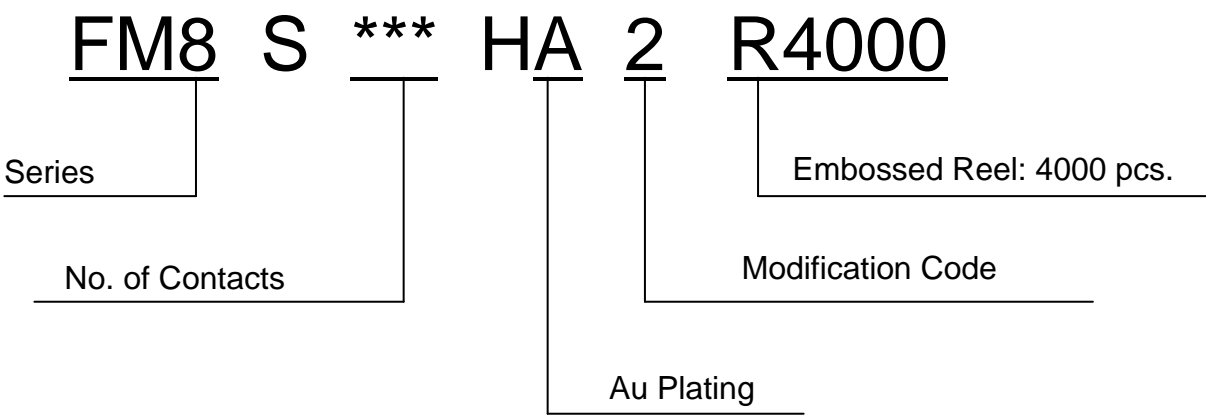 FM8 S *** HA 2 R4000
Series
Embossed Reel: 4000 pcs.
No. of Contacts
Modification Code
Au Plating